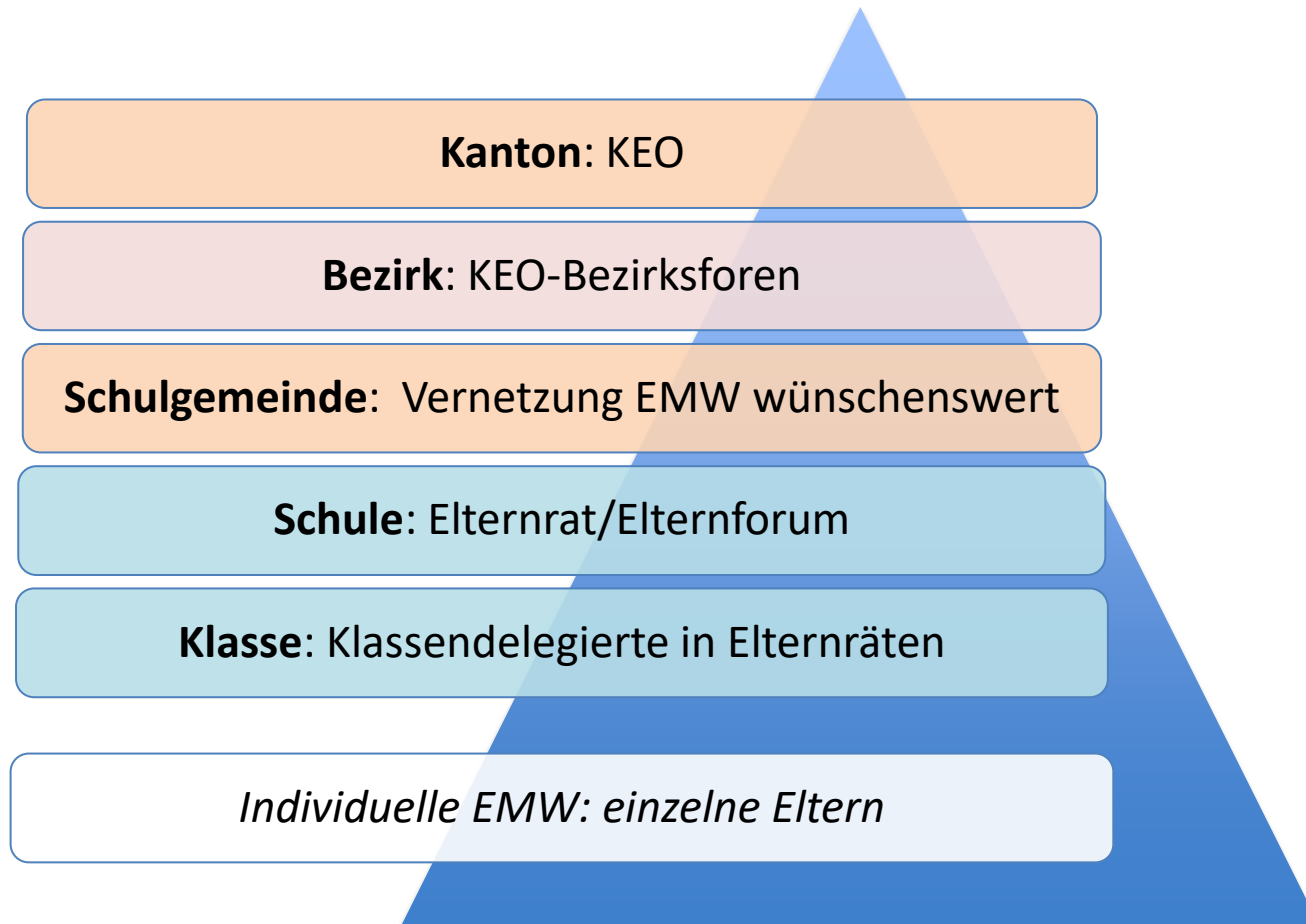 Kanton: KEO
Bezirk: KEO-Bezirksforen
Schulgemeinde: Vernetzung EMW wünschenswert
Schule: Elternrat/Elternforum
Klasse: Klassendelegierte in Elternräten
Individuelle EMW: einzelne Eltern